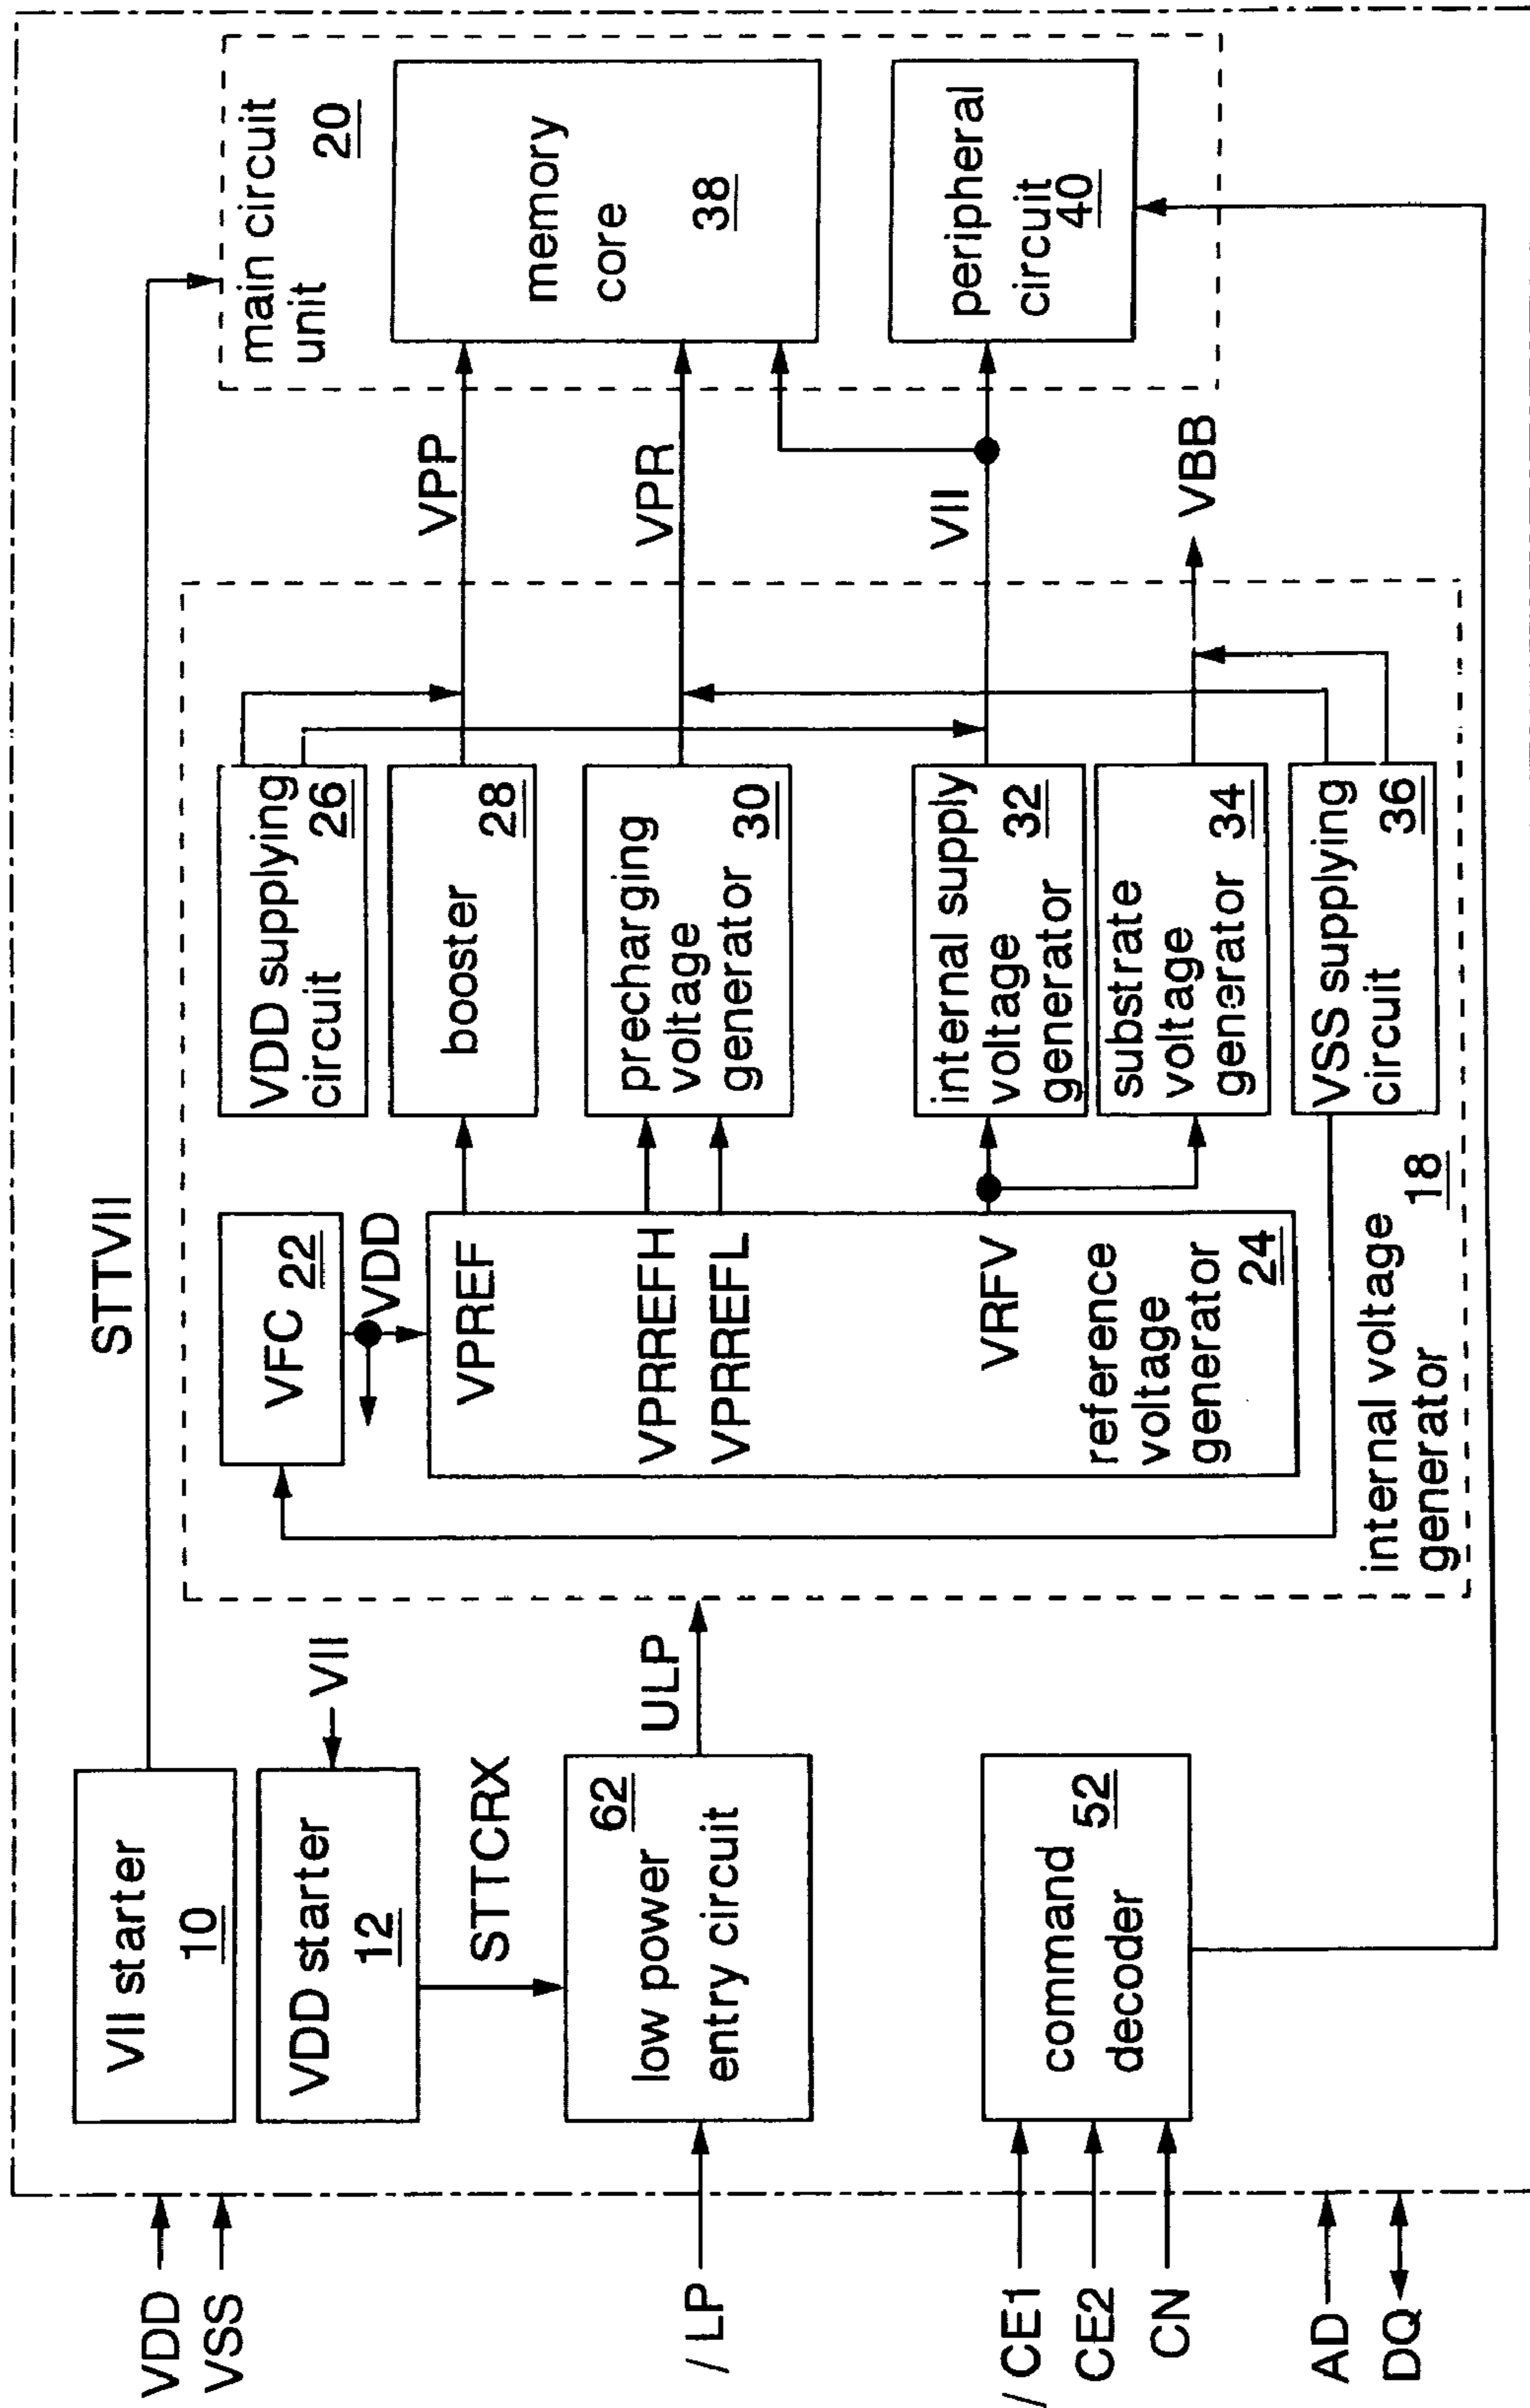 VDD
VSS
/ LP
/ CE1
CE2
CN
AD
DQ
VII starter
10
VDD starter
12
VII
STTCRX
62
low power
entry circuit
ULP
command
decoder
52
STTVII
VFC 22
VDD
VPREF
VPRREFH
VPRREFL
VRFV
reference
voltage
generator
24
VDD supplying
circuit
26
booster
28
precharging
voltage
generator
30
internal supply
voltage
generator
32
substrate
voltage
generator
34
VSS supplying
circuit
36
internal voltage
generator
18
VPP
VPR
VII
VBB
main circuit
unit
20
memory
core
38
peripheral
circuit
40